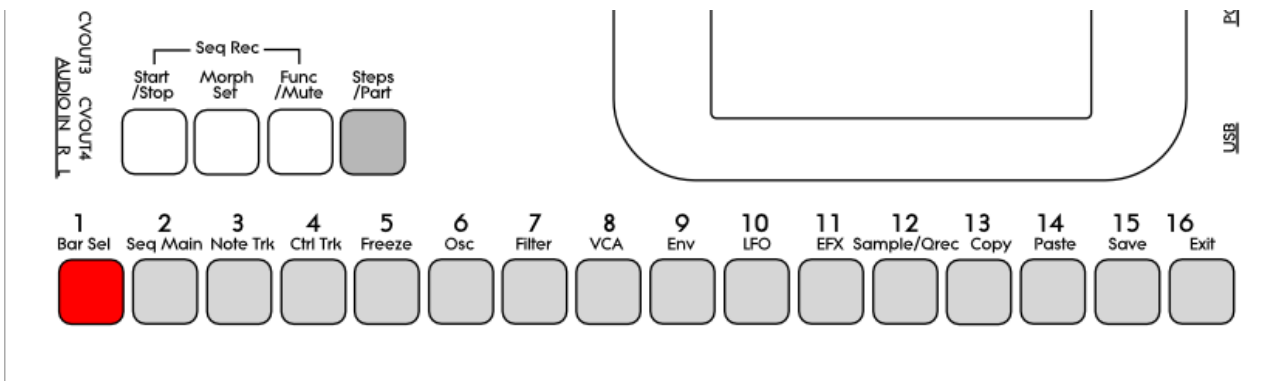 CVOUT3 CVOUT4
AUDIO IN R L
Seq Rec
Start Morph Func Steps
/Stop Set /Mute /Part
USB
1 2 3 4 5 6 7 8 9 10 11 12 13 14 15 16
Bar Sel Seq Main Note Trk Ctrl Trk Freeze Osc Filter VCA Env LFO EFX Sample/Qrec Copy Paste Save Exit